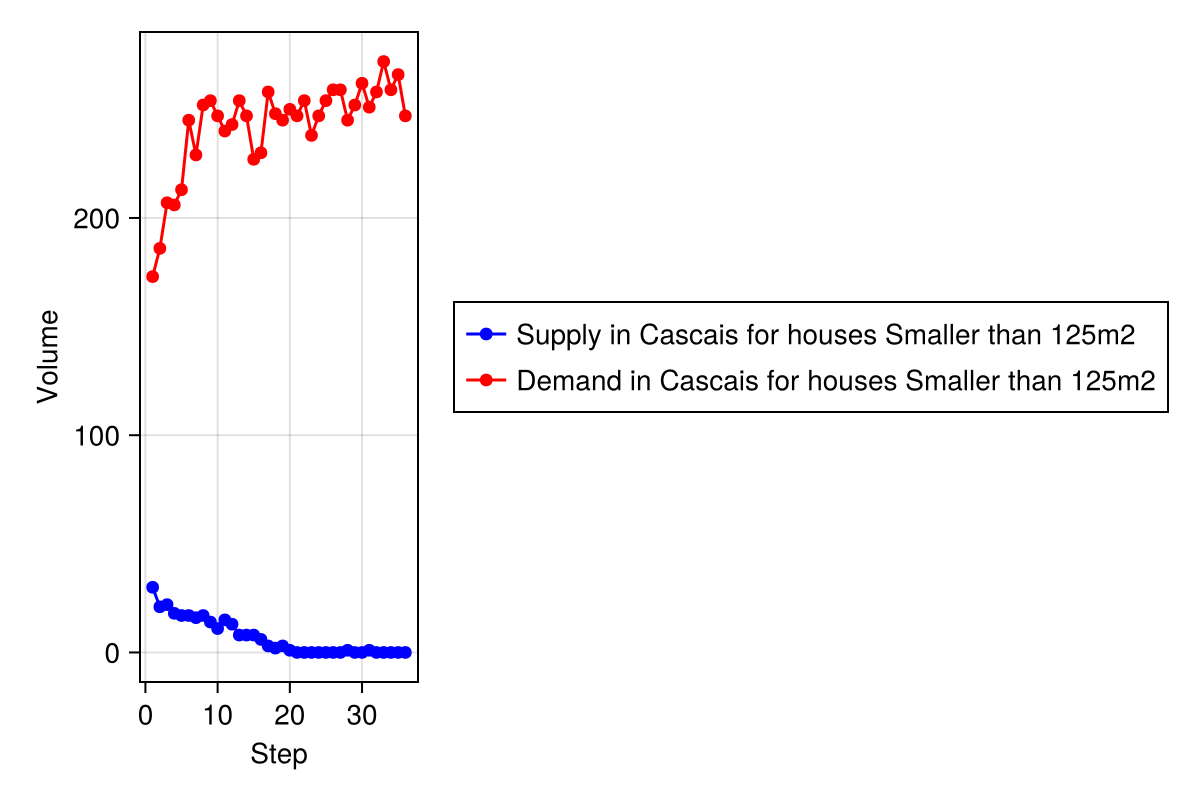 Volume
200
100
0
0 10 20 30
Step
Supply in Cascais for houses Smaller than 125m2
Demand in Cascais for houses Smaller than 125m2